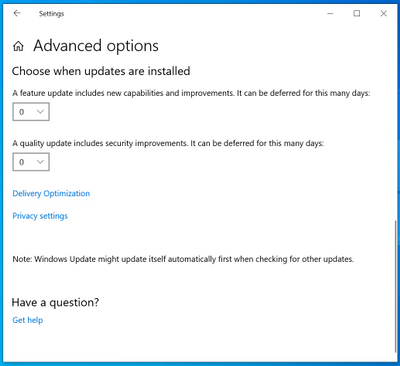 Settings
Advanced options
Choose when updates are installed
A feature update includes new capabilities and improvements. It can be deferred for this many days:
0
A quality update includes security improvements. It can be deferred for this many days:
0
Delivery Optimization
Privacy settings
Note: Windows Update might update itself automatically first when checking for other updates.
Have a question?
Get help